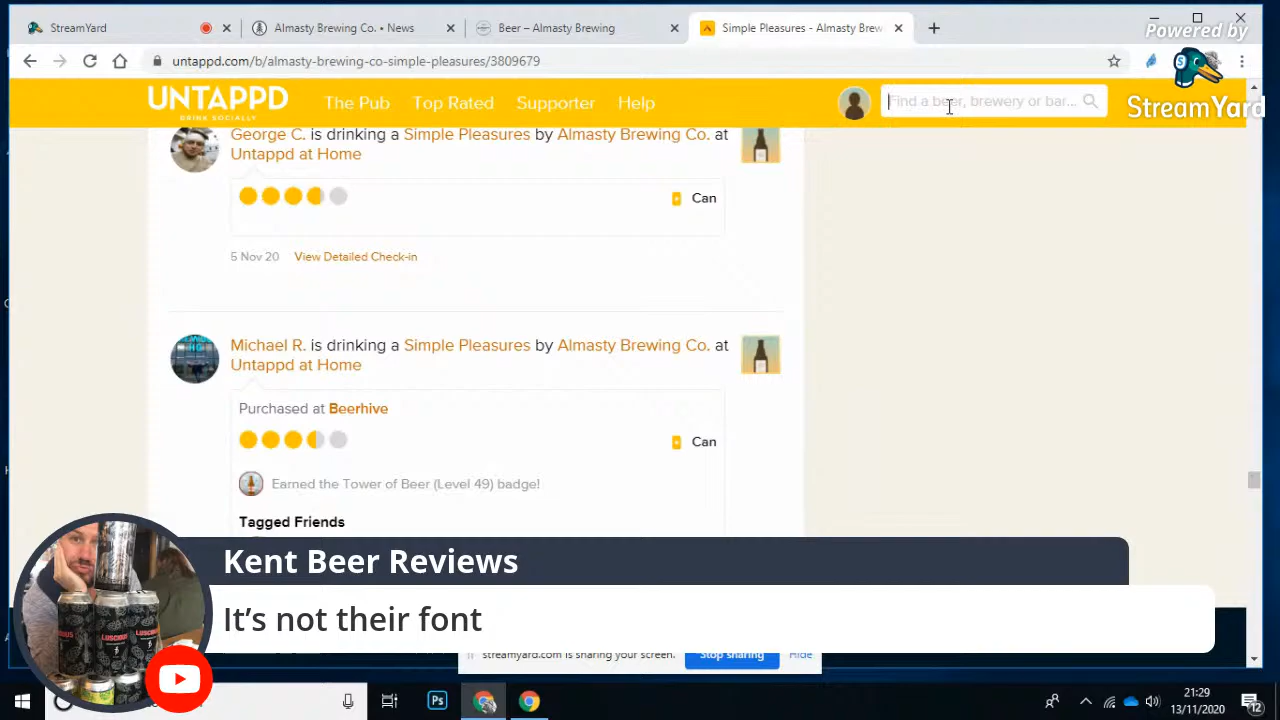 StreamYard
Almasty Brewing Co. • News
Beer – Almasty Brewing
Simple Pleasures - Almasty Brew
Powered by
untappd.com/b/almasty-brewing-co-simple-pleasures/3809679
StreamYard
UNTAPPD
DRINK SOCIALLY
The Pub
Top Rated
Supporter
Help
Find a beer, brewery or bar...
George C. is drinking a Simple Pleasures by Almasty Brewing Co. at
Untappd at Home
Can
5 Nov 20
View Detailed Check-in
Michael R. is drinking a Simple Pleasures by Almasty Brewing Co. at
Untappd at Home
Purchased at Beerhive
Can
Earned the Tower of Beer (Level 49) badge!
Tagged Friends
Kent Beer Reviews
It's not their font
LUSCIOUS
streamyard.com is sharing your screen.
Stop sharing
Hide
Ps
21:29
13/11/2020
12